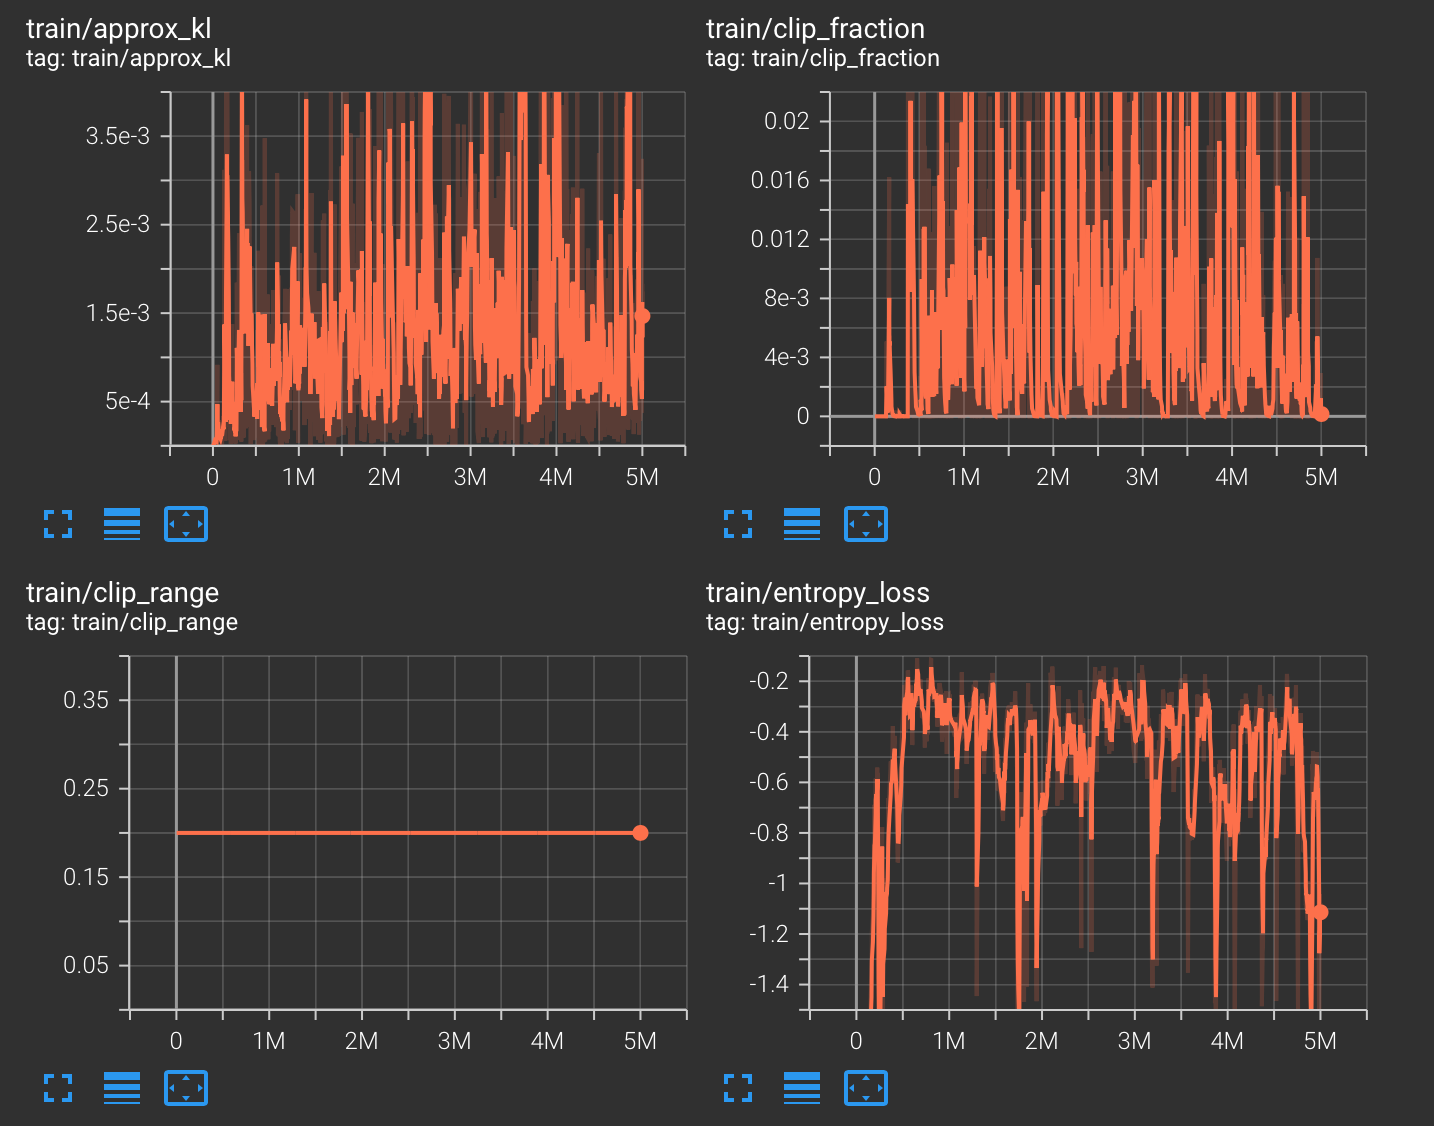 train/approx_kl
tag: train/approx_kl
3.5e-3
2.5e-3
1.5e-3
5e-4
0 1M 2M 3M 4M 5M
train/clip_fraction
tag: train/clip_fraction
0.02
0.016
0.012
8e-3
4e-3
0
0 1M 2M 3M 4M 5M
train/clip_range
tag: train/clip_range
0.35
0.25
0.15
0.05
0 1M 2M 3M 4M 5M
train/entropy_loss
tag: train/entropy_loss
-0.2
-0.4
-0.6
-0.8
-1
-1.2
-1.4
0 1M 2M 3M 4M 5M